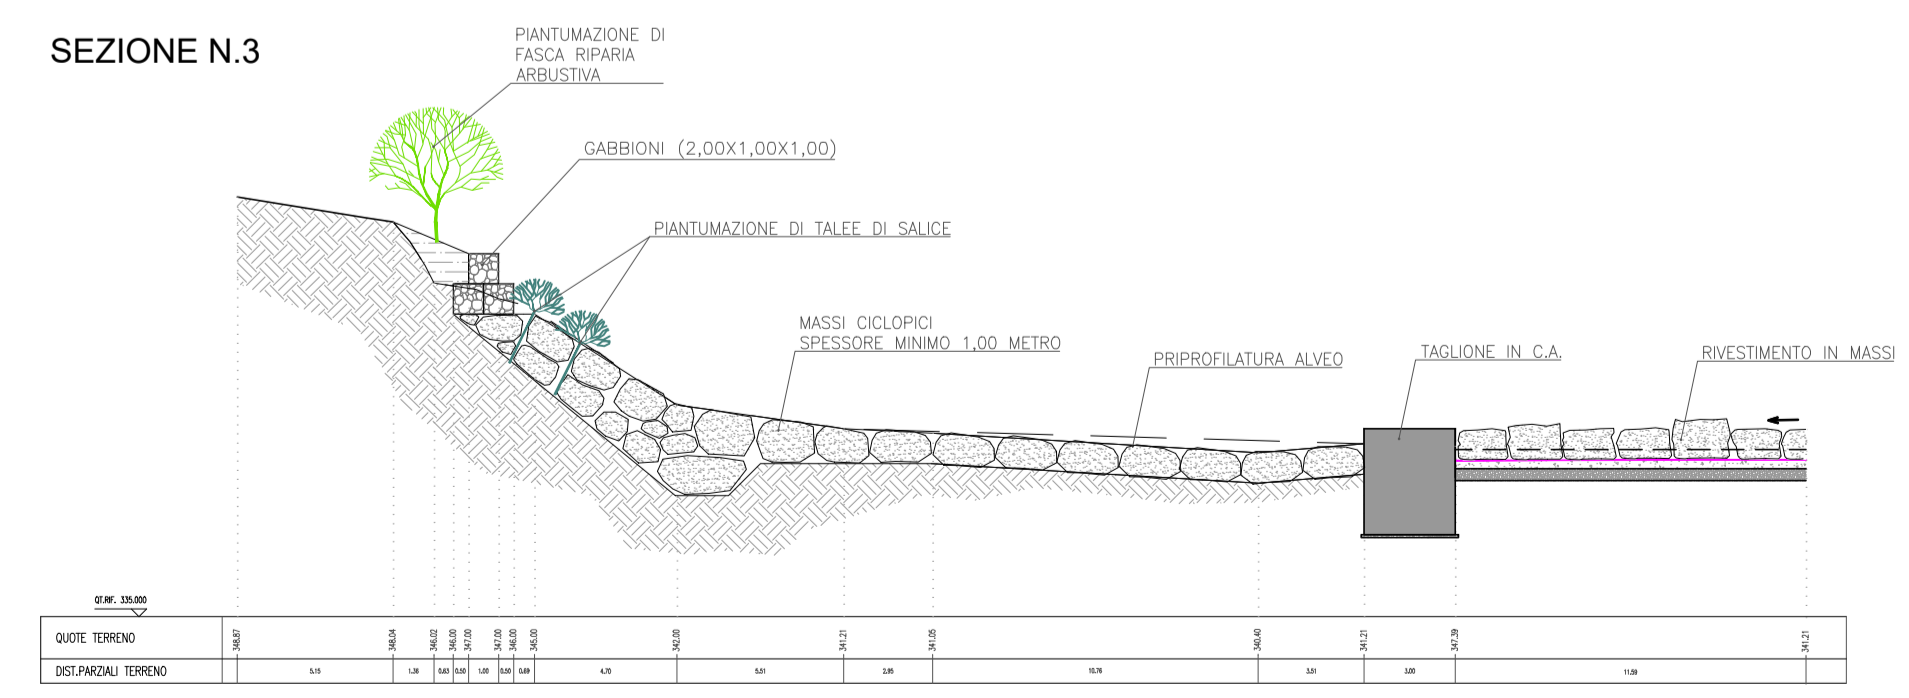 SEZIONE N.3
PIANTUMAZIONE DI
FASCA RIPARIA
ARBUSTIVA
GABBIONI (2,00X1,00X1,00)
PIANTUMAZIONE DI TALEE DI SALICE
MASSI CICLOPICI
SPESSORE MINIMO 1,00 METRO
PRIPROFILATURA ALVEO
TAGLIONE IN C.A.
RIVESTIMENTO IN MASSI
QT.RIF. 335.000
QUOTE TERRENO 348.87 348.04 346.02 346.00 347.00 347.00 346.00 345.00 342.00 341.21 341.05 340.40 341.21 347.39 341.21
DIST.PARZIALI TERRENO 5.15 1.36 0.63 0.50 1.00 0.50 0.69 4.70 5.51 2.95 10.76 3.51 3.00 11.59